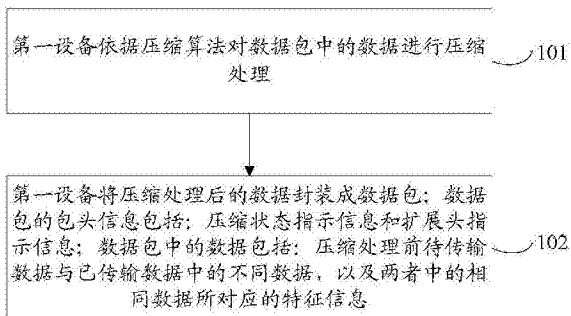 第一设备依据压缩算法对数据包中的数据进行压缩
处理
101
第一设备将压缩处理后的数据封装成数据包；数据
包的包头信息包括：压缩状态指示信息和扩展头指
示信息；数据包中的数据包括：压缩处理前待传输
数据与已传输数据中的不同数据，以及两者中的相
同数据所对应的特征信息
102